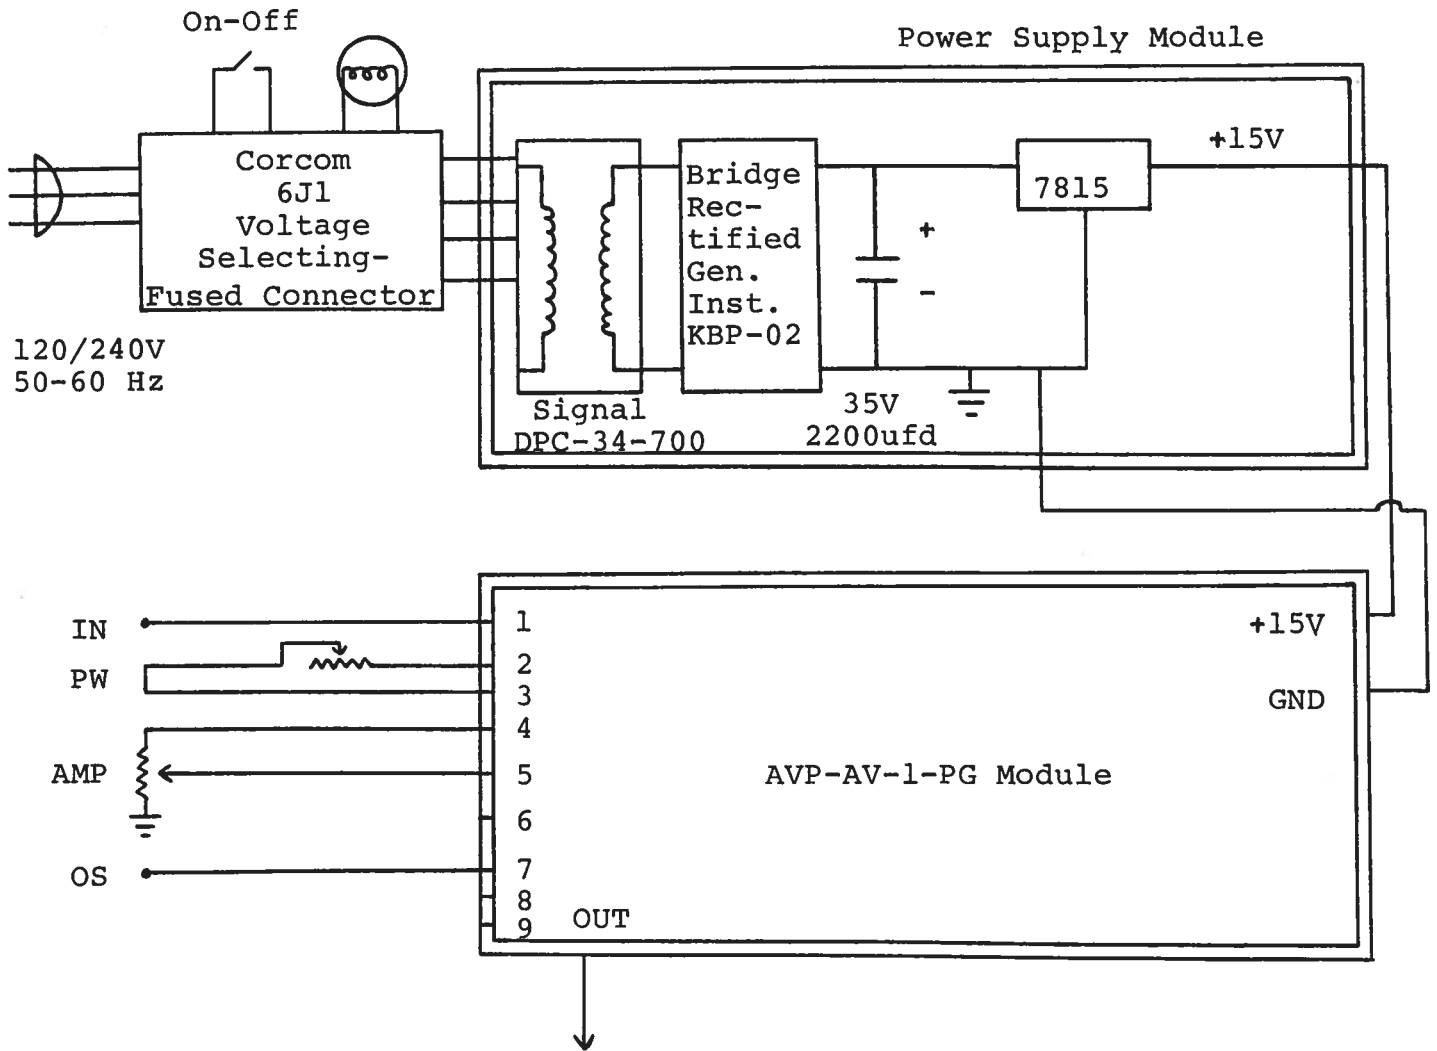 On-Off
Power Supply Module
Corcom
6J1
Voltage
Selecting-
Fused Connector
120/240V
50-60 Hz
Signal
DPC-34-700
Bridge
Rec-
tified
Gen.
Inst.
KBP-02
+
-
35V
2200ufd
7815
+15V
IN
PW
AMP
OS
1
2
3
4
5
6
7
8
9
OUT
AVP-AV-1-PG Module
+15V
GND